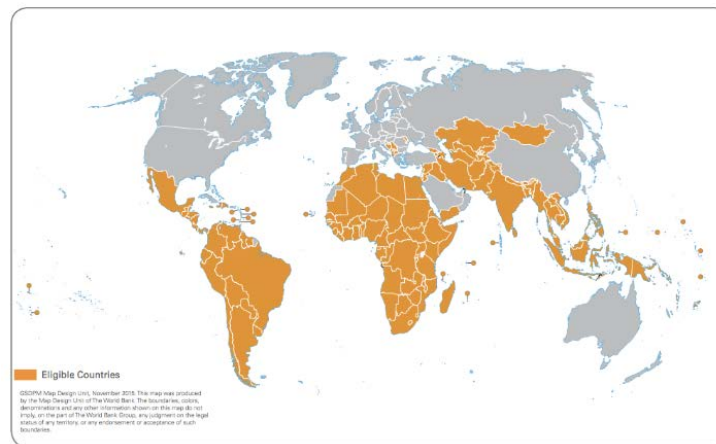 Eligible Countries
GSDPM Map Design Unit, November 2015. This map was produced
by the Map Design Unit of The World Bank. The boundaries, colors,
denominations and any other information shown on this map do not
imply, on the part of The World Bank Group, any judgment on the legal
status of any territory, or any endorsement or acceptance of such
boundaries.